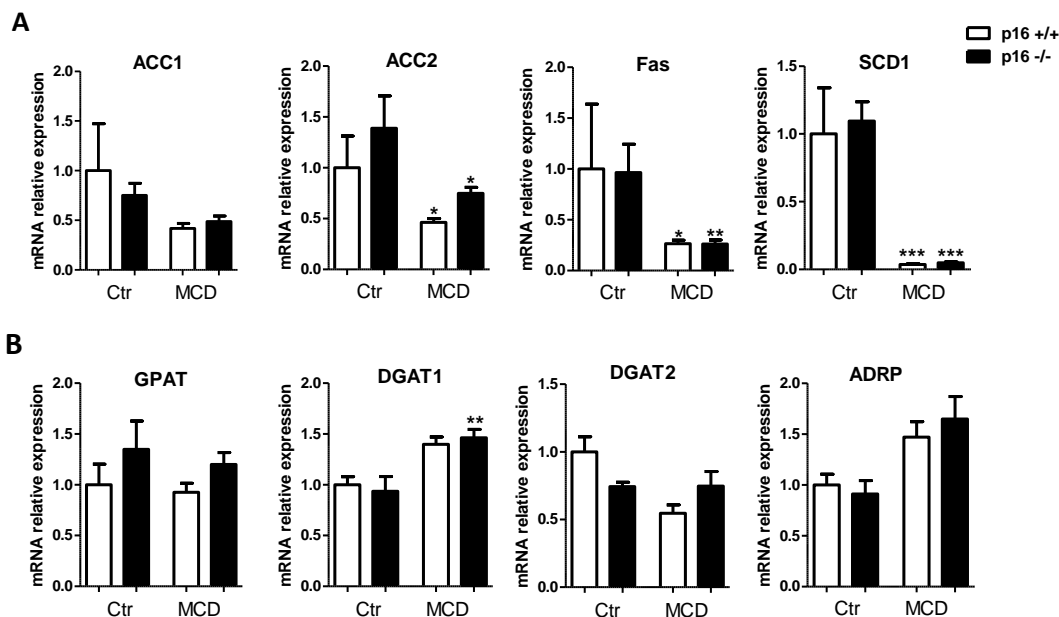 A
p16 +/+
p16 -/-
ACC1
mRNA relative expression
2.0
1.5
1.0
0.5
0.0
Ctr MCD
ACC2
mRNA relative expression
2.0
1.5
1.0
0.5
0.0
* *
Ctr MCD
Fas
mRNA relative expression
2.0
1.5
1.0
0.5
0.0
* **
Ctr MCD
SCD1
mRNA relative expression
1.5
1.0
0.5
0.0
*** ***
Ctr MCD
B
GPAT
mRNA relative expression
2.0
1.5
1.0
0.5
0.0
Ctr MCD
DGAT1
mRNA relative expression
2.0
1.5
1.0
0.5
0.0
**
Ctr MCD
DGAT2
mRNA relative expression
1.5
1.0
0.5
0.0
Ctr MCD
ADRP
mRNA relative expression
2.0
1.5
1.0
0.5
0.0
Ctr MCD